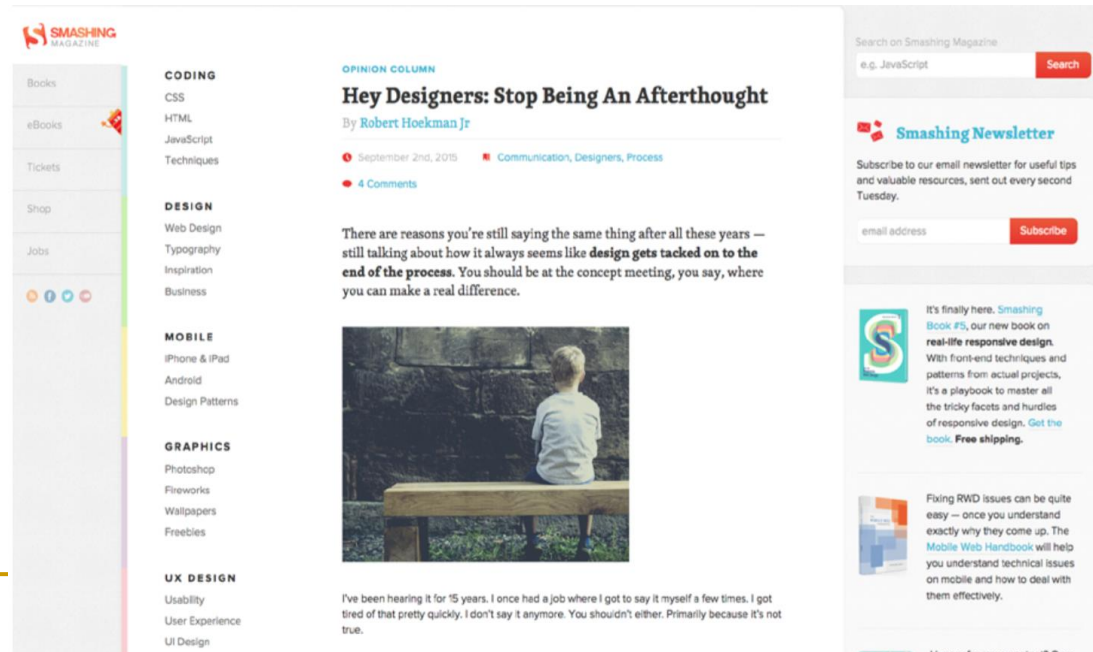 SMASHING
MAGAZINE
Books
eBooks
Tickets
Shop
Jobs
CODING
CSS
HTML
JavaScript
Techniques
DESIGN
Web Design
Typography
Inspiration
Business
MOBILE
iPhone & iPad
Android
Design Patterns
GRAPHICS
Photoshop
Fireworks
Wallpapers
Freebies
UX DESIGN
Usability
User Experience
UI Design
OPINION COLUMN
Hey Designers: Stop Being An Afterthought
By Robert Hoekman Jr
September 2nd, 2015 Communication, Designers, Process
4 Comments
There are reasons you're still saying the same thing after all these years —
still talking about how it always seems like design gets tacked on to the
end of the process. You should be at the concept meeting, you say, where
you can make a real difference.
I've been hearing it for 15 years. I once had a job where I got to say it myself a few times. I got
tired of that pretty quickly. I don't say it anymore. You shouldn't either. Primarily because it's not
true.
Search on Smashing Magazine
e.g. JavaScript Search
Smashing Newsletter
Subscribe to our email newsletter for useful tips
and valuable resources, sent out every second
Tuesday.
email address Subscribe
It's finally here. Smashing
Book #5, our new book on
real-life responsive design.
With front-end techniques and
patterns from actual projects,
it's a playbook to master all
the tricky facets and hurdles
of responsive design. Get the
book. Free shipping.
Fixing RWD issues can be quite
easy — once you understand
exactly why they come up. The
Mobile Web Handbook will help
you understand technical issues
on mobile and how to deal with
them effectively.